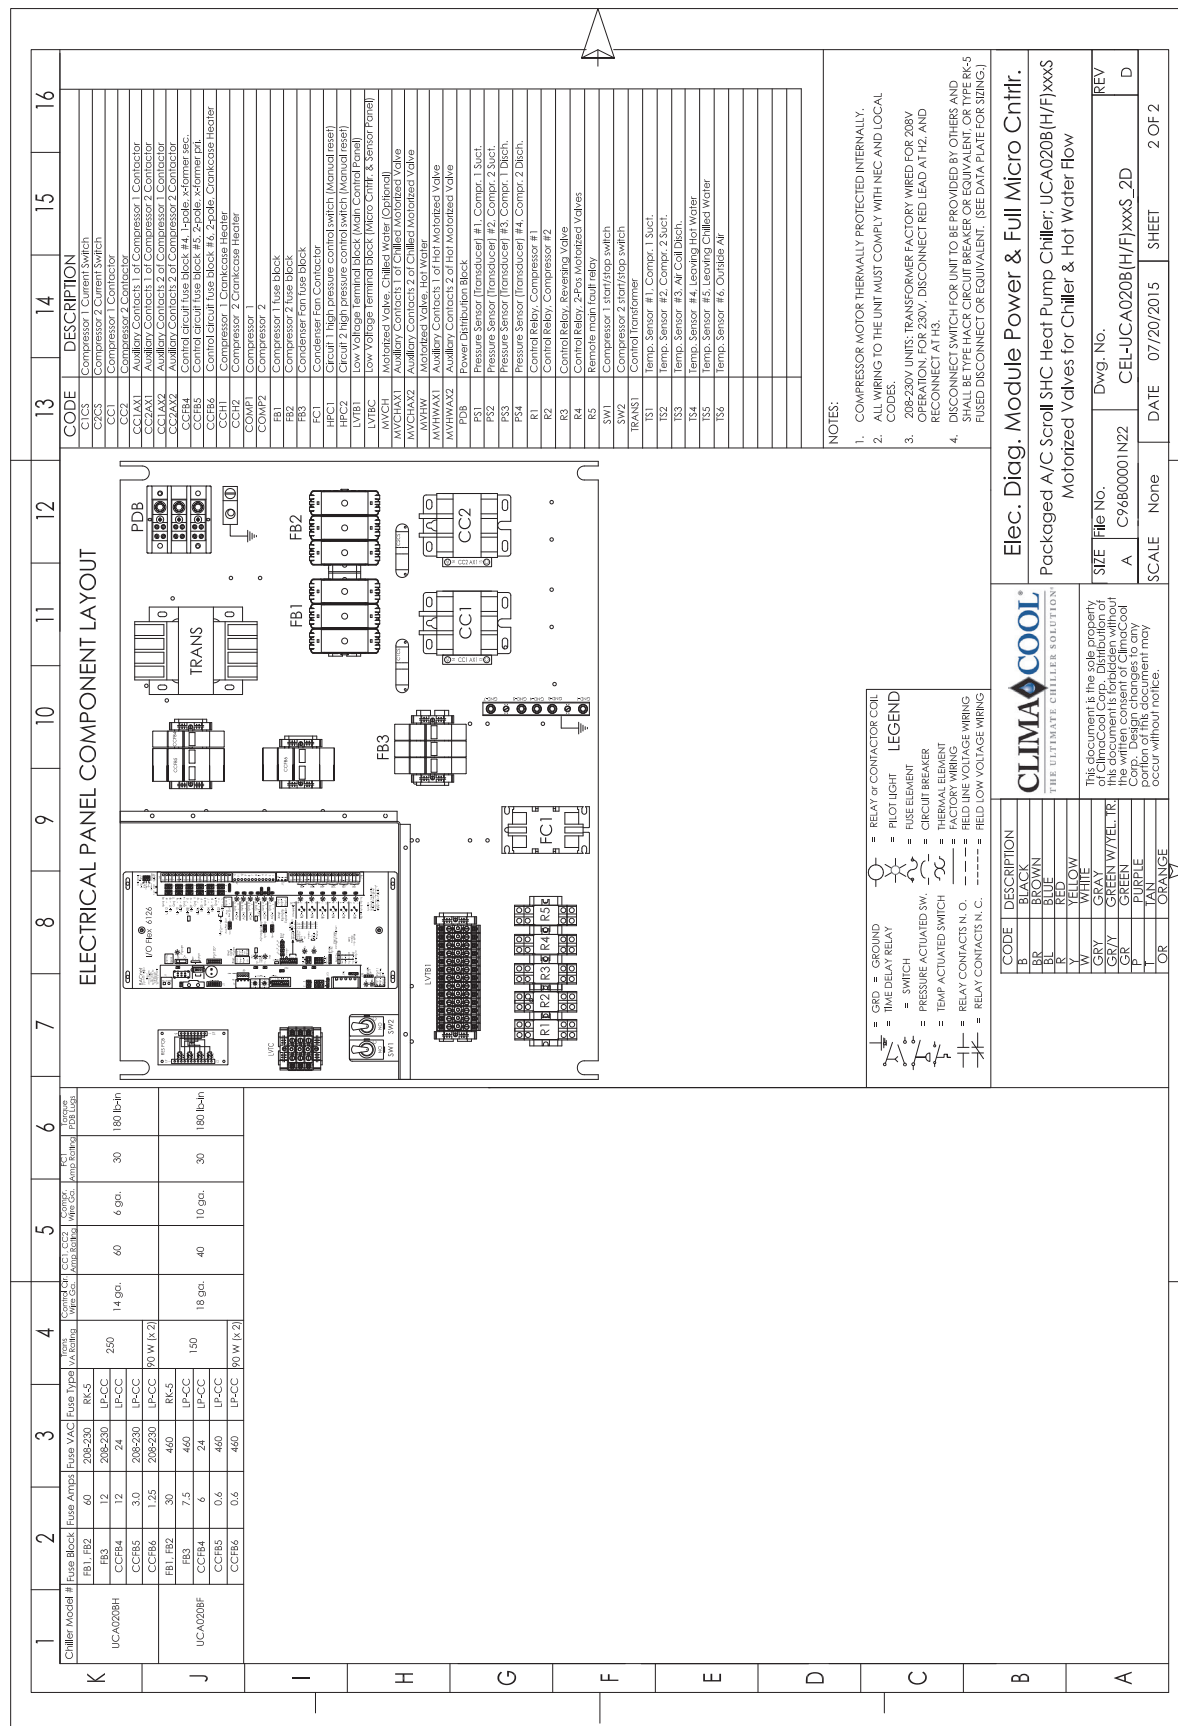 1 2 3 4 5 6 7 8 9 10 11 12 13 14 15 16
K
J
I
H
G
F
E
D
C
B
A
Chiller Model # Fuse Block Fuse Amps Fuse VAC Fuse Type Trans VA Rating Control Cir. Wire Ga. CC1, CC2 Amp Rating Compr. Wire Ga. FC1 Amp Rating Torque PDB Lugs
UCA020BH FB1, FB2 60 208-230 RK-5 250 14 ga. 60 6 ga. 30 180 lb-in
FB3 12 208-230 LP-CC
CCFB4 12 24 LP-CC
CCFB5 3.0 208-230 LP-CC
CCFB6 1.25 208-230 LP-CC 90 W (x 2)
UCA020BF FB1, FB2 30 460 RK-5 150 18 ga. 40 10 ga. 30 180 lb-in
FB3 7.5 460 LP-CC
CCFB4 6 24 LP-CC
CCFB5 0.6 460 LP-CC
CCFB6 0.6 460 LP-CC 90 W (x 2)
ELECTRICAL PANEL COMPONENT LAYOUT
I/O Flex 6126
LVTC
SW1 SW2
NO NO
LVTB1
R1 R2 R3 R4 R5
FC1
CCFB6
TRANS
PDB
FB1 FB2
FB3
CC1 CC2
CC1 AX1 CC2 AX1
CODE DESCRIPTION
C1CS Compressor 1 Current Switch
C2CS Compressor 2 Current Switch
CC1 Compressor 1 Contactor
CC2 Compressor 2 Contactor
CC1AX1 Auxiliary Contacts 1 of Compressor 1 Contactor
CC2AX1 Auxiliary Contacts 1 of Compressor 2 Contactor
CC1AX2 Auxiliary Contacts 2 of Compressor 1 Contactor
CC2AX2 Auxiliary Contacts 2 of Compressor 2 Contactor
CCFB4 Control circuit fuse block #4, 1-pole, x-former sec.
CCFB5 Control circuit fuse block #5, 2-pole, x-former pri.
CCFB6 Control circuit fuse block #6, 2-pole, Crankcase Heater
CCH1 Compressor 1 Crankcase Heater
CCH2 Compressor 2 Crankcase Heater
COMP1 Compressor 1
COMP2 Compressor 2
FB1 Compressor 1 fuse block
FB2 Compressor 2 fuse block
FB3 Condenser Fan fuse block
FC1 Condenser Fan Contactor
HPC1 Circuit 1 high pressure control switch (Manual reset)
HPC2 Circuit 2 high pressure control switch (Manual reset)
LVTB1 Low Voltage Terminal block (Main Control Panel)
LVTBC Low Voltage Terminal block (Micro Cntrlr. & Sensor Panel)
MVCH Motorized Valve, Chilled Water (Optional)
MVCHAX1 Auxiliary Contacts 1 of Chilled Motorized Valve
MVCHAX2 Auxiliary Contacts 2 of Chilled Motorized Valve
MVHW Motorized Valve, Hot Water
MVHWAX1 Auxiliary Contacts 1 of Hot Motorized Valve
MVHWAX2 Auxiliary Contacts 2 of Hot Motorized Valve
PDB Power Distribution Block
PS1 Pressure Sensor (Transducer) #1, Compr. 1 Suct.
PS2 Pressure Sensor (Transducer) #2, Compr. 2 Suct.
PS3 Pressure Sensor (Transducer) #3, Compr. 1 Disch.
PS4 Pressure Sensor (Transducer) #4, Compr. 2 Disch.
R1 Control Relay, Compressor #1
R2 Control Relay, Compressor #2
R3 Control Relay, Reversing Valve
R4 Control Relay, 2-Pos Motorized Valves
R5 Remote main fault relay
SW1 Compressor 1 start/stop switch
SW2 Compressor 2 start/stop switch
TRANS1 Control Transformer
TS1 Temp. Sensor #1, Compr. 1 Suct.
TS2 Temp. Sensor #2, Compr. 2 Suct.
TS3 Temp. Sensor #3, Air Coil Disch.
TS4 Temp. Sensor #4, Leaving Hot Water
TS5 Temp. Sensor #5, Leaving Chilled Water
TS6 Temp. Sensor #6, Outside Air
NOTES:
1. COMPRESSOR MOTOR THERMALLY PROTECTED INTERNALLY.
2. ALL WIRING TO THE UNIT MUST COMPLY WITH NEC AND LOCAL
CODES.
3. 208-230V UNITS: TRANSFORMER FACTORY WIRED FOR 208V
OPERATION, FOR 230V, DISCONNECT RED LEAD AT H2, AND
RECONNECT AT H3.
4. DISCONNECT SWITCH FOR UNIT TO BE PROVIDED BY OTHERS AND
SHALL BE TYPE HACR CIRCUIT BREAKER OR EQUIVALENT, OR TYPE RK-5
FUSED DISCONNECT OR EQUIVALENT. (SEE DATA PLATE FOR SIZING.)
LEGEND
= GRD = GROUND
= TIME DELAY RELAY
= SWITCH
= PRESSURE ACTUATED SW.
= TEMP ACTUATED SWITCH
= RELAY CONTACTS N. O.
= RELAY CONTACTS N. C.
= RELAY or CONTACTOR COIL
= PILOT LIGHT
= FUSE ELEMENT
= CIRCUIT BREAKER
= THERMAL ELEMENT
= FACTORY WIRING
= FIELD LINE VOLTAGE WIRING
= FIELD LOW VOLTAGE WIRING
CODE DESCRIPTION
B BLACK
BR BROWN
BL BLUE
R RED
Y YELLOW
W WHITE
GRY GRAY
GR/Y GREEN W/YEL. TR.
GR GREEN
P PURPLE
T TAN
OR ORANGE
CLIMACOOL
THE ULTIMATE CHILLER SOLUTION
This document is the sole property
of ClimaCool Corp. Distribution of
this document is forbidden without
the written consent of ClimaCool
Corp. Design changes to any
portion of this document may
occur without notice.
Elec. Diag. Module Power & Full Micro Cntrlr.
Packaged A/C Scroll SHC Heat Pump Chiller; UCA020B(H/F)xxxS
Motorized Valves for Chiller & Hot Water Flow
SIZE File No. Dwg. No. REV
A C96B00001N22 CEL-UCA020B(H/F)xxxS_2D D
SCALE None DATE 07/20/2015 SHEET 2 OF 2